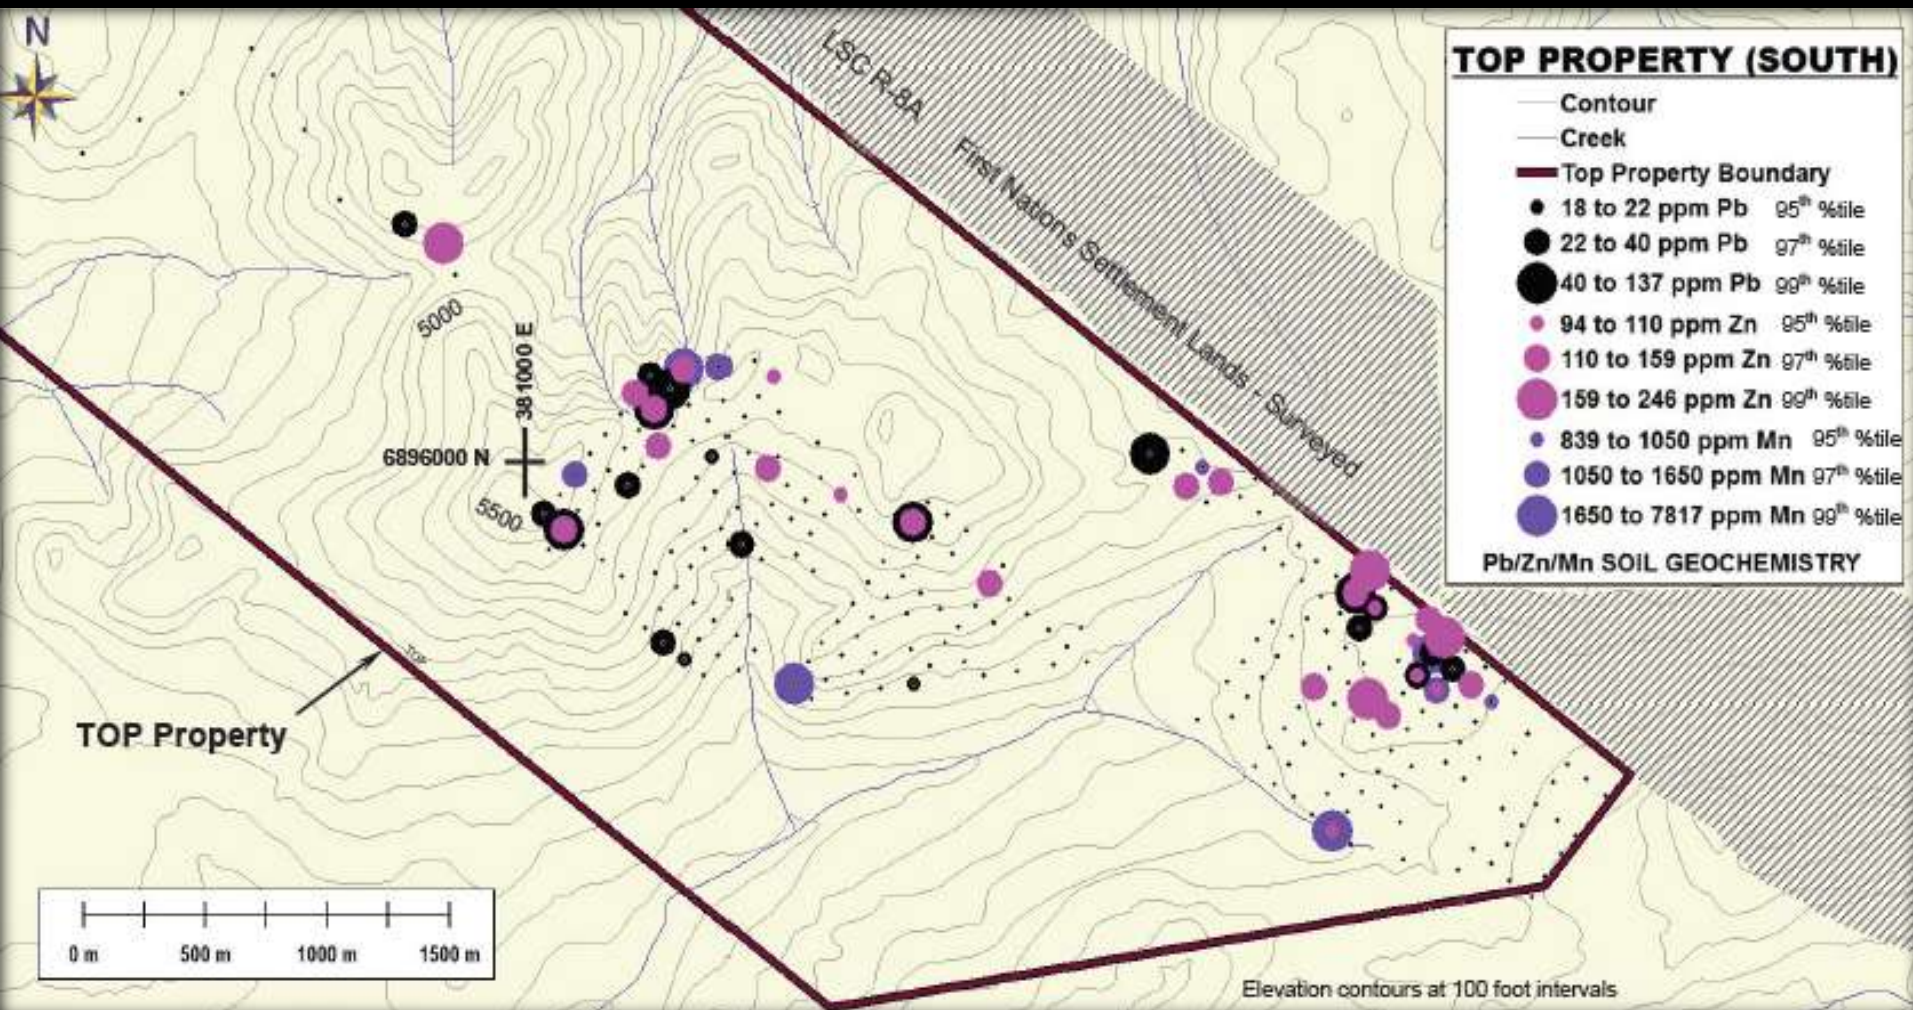 N
LSC R-8A
First Nations Settlement Lands - Surveyed
TOP PROPERTY (SOUTH)
Contour
Creek
Top Property Boundary
18 to 22 ppm Pb 95th %tile
22 to 40 ppm Pb 97th %tile
40 to 137 ppm Pb 99th %tile
94 to 110 ppm Zn 95th %tile
110 to 159 ppm Zn 97th %tile
159 to 246 ppm Zn 99th %tile
839 to 1050 ppm Mn 95th %tile
1050 to 1650 ppm Mn 97th %tile
1650 to 7817 ppm Mn 99th %tile
Pb/Zn/Mn SOIL GEOCHEMISTRY
5000
381000 E
6896000 N
5500
TOP
TOP Property
0 m 500 m 1000 m 1500 m
Elevation contours at 100 foot intervals